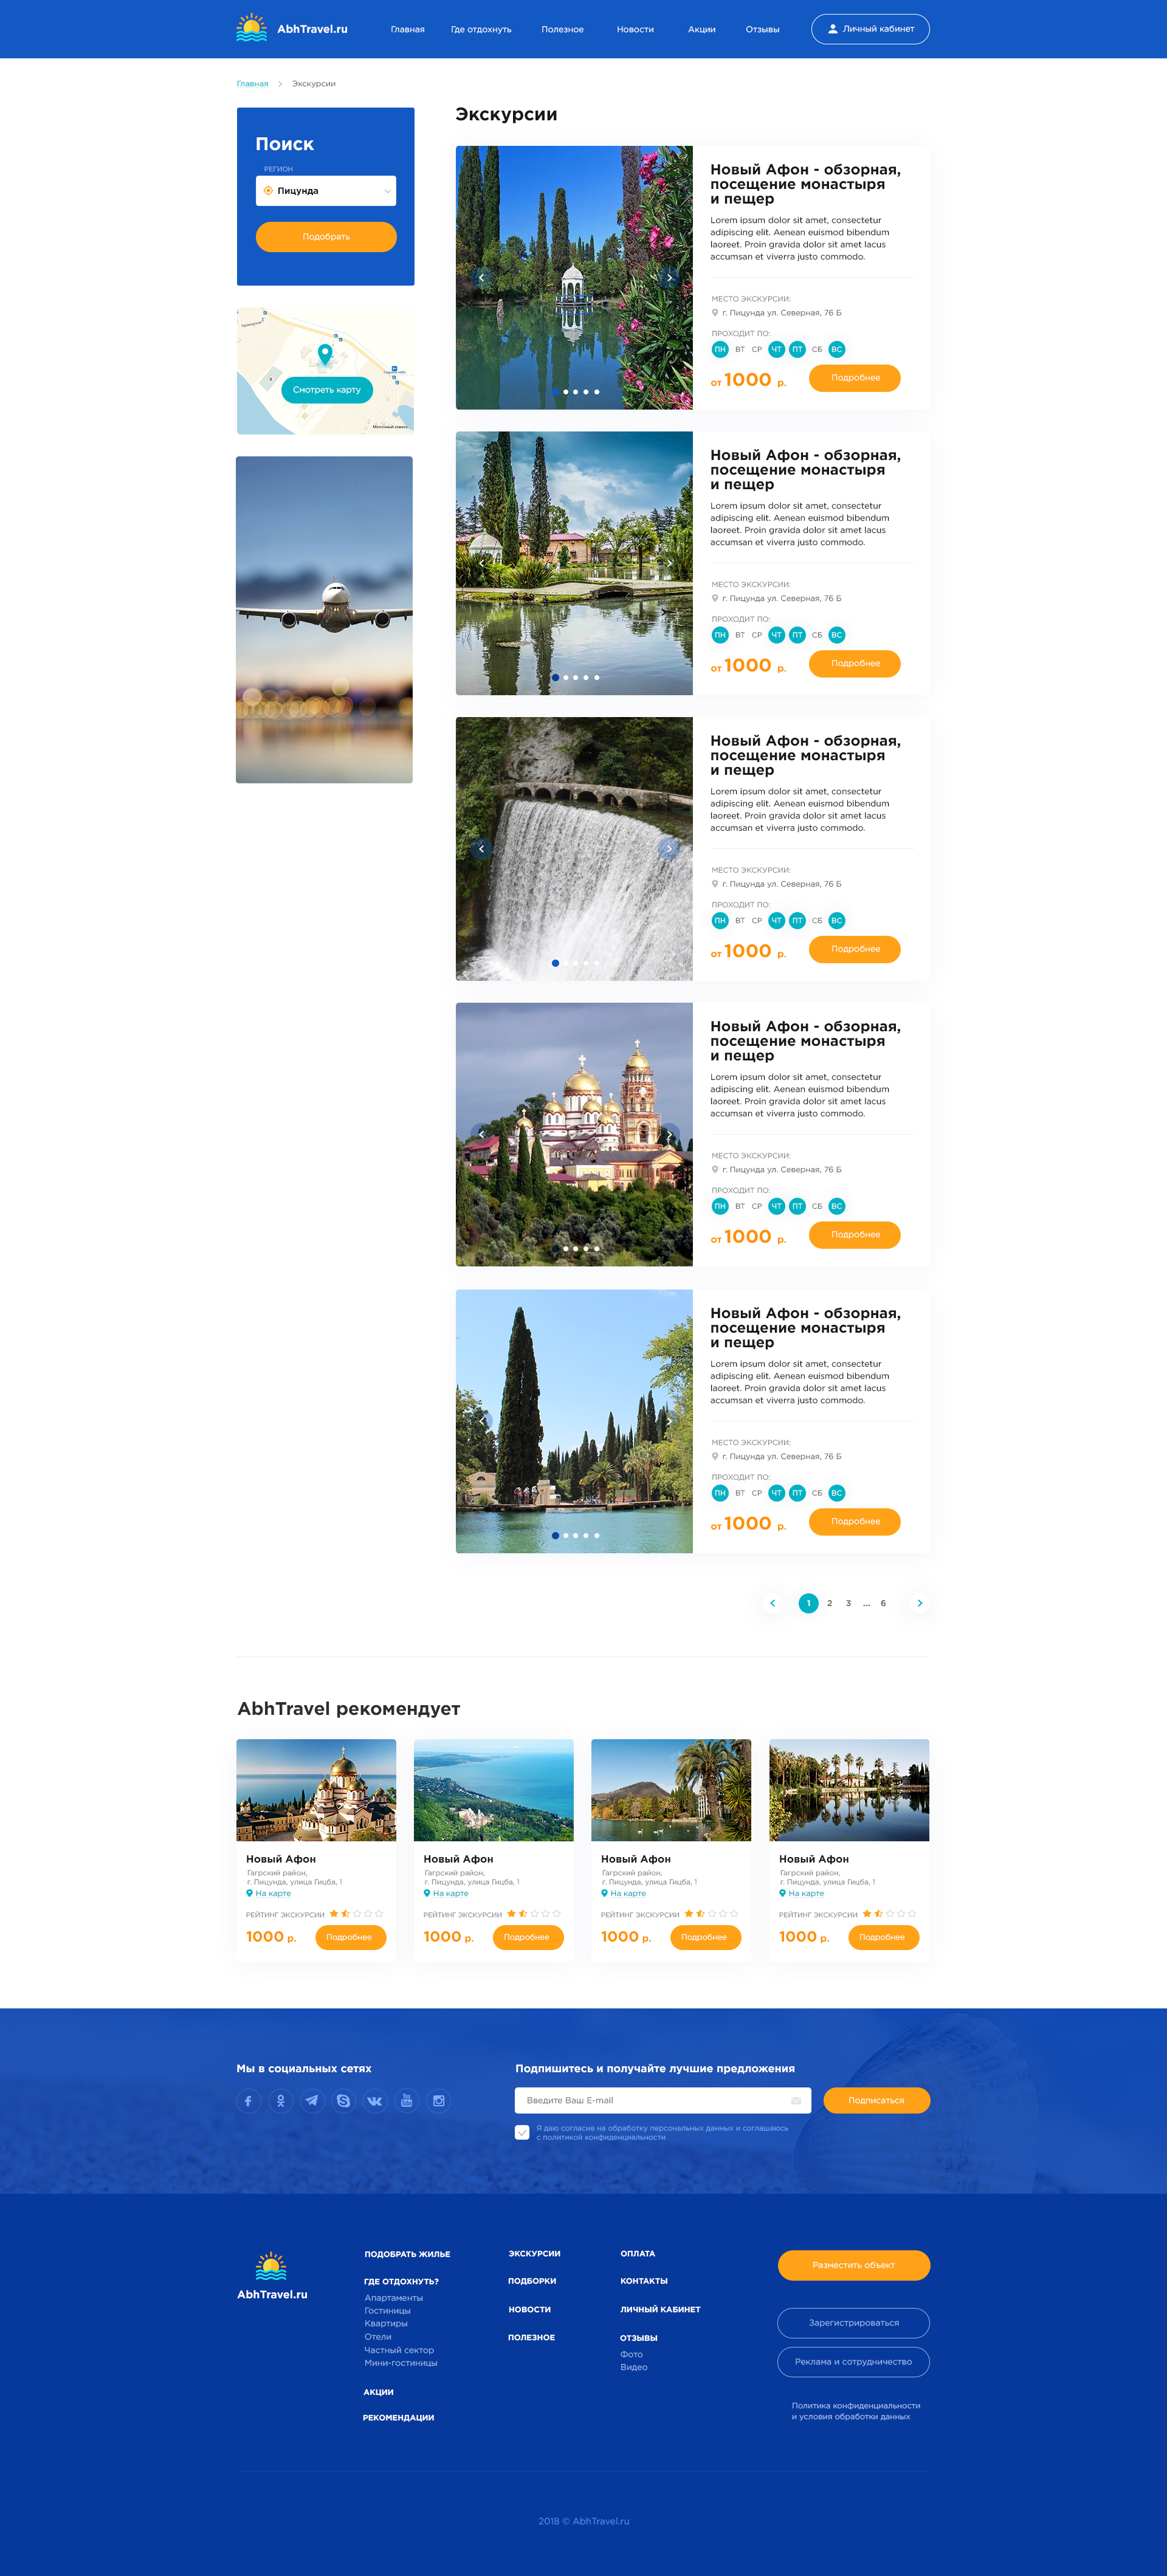 AbhTravel.ru
Главная
Где отдохнуть
Полезное
Новости
Акции
Отзывы
Личный кабинет
Главная
Экскурсии
Поиск
РЕГИОН
Пицунда
Подобрать
Смотреть карту
Экскурсии
Новый Афон - обзорная,
посещение монастыря
и пещер
Lorem ipsum dolor sit amet, consectetur
adipiscing elit. Aenean euismod bibendum
laoreet. Proin gravida dolor sit amet lacus
accumsan et viverra justo commodo.
МЕСТО ЭКСКУРСИИ:
г. Пицунда ул. Северная, 76 Б
ПРОХОДИТ ПО:
ПН ВТ СР ЧТ ПТ СБ ВС
от 1000 р.
Подробнее
Новый Афон - обзорная,
посещение монастыря
и пещер
Lorem ipsum dolor sit amet, consectetur
adipiscing elit. Aenean euismod bibendum
laoreet. Proin gravida dolor sit amet lacus
accumsan et viverra justo commodo.
МЕСТО ЭКСКУРСИИ:
г. Пицунда ул. Северная, 76 Б
ПРОХОДИТ ПО:
ПН ВТ СР ЧТ ПТ СБ ВС
от 1000 р.
Подробнее
Новый Афон - обзорная,
посещение монастыря
и пещер
Lorem ipsum dolor sit amet, consectetur
adipiscing elit. Aenean euismod bibendum
laoreet. Proin gravida dolor sit amet lacus
accumsan et viverra justo commodo.
МЕСТО ЭКСКУРСИИ:
г. Пицунда ул. Северная, 76 Б
ПРОХОДИТ ПО:
ПН ВТ СР ЧТ ПТ СБ ВС
от 1000 р.
Подробнее
Новый Афон - обзорная,
посещение монастыря
и пещер
Lorem ipsum dolor sit amet, consectetur
adipiscing elit. Aenean euismod bibendum
laoreet. Proin gravida dolor sit amet lacus
accumsan et viverra justo commodo.
МЕСТО ЭКСКУРСИИ:
г. Пицунда ул. Северная, 76 Б
ПРОХОДИТ ПО:
ПН ВТ СР ЧТ ПТ СБ ВС
от 1000 р.
Подробнее
Новый Афон - обзорная,
посещение монастыря
и пещер
Lorem ipsum dolor sit amet, consectetur
adipiscing elit. Aenean euismod bibendum
laoreet. Proin gravida dolor sit amet lacus
accumsan et viverra justo commodo.
МЕСТО ЭКСКУРСИИ:
г. Пицунда ул. Северная, 76 Б
ПРОХОДИТ ПО:
ПН ВТ СР ЧТ ПТ СБ ВС
от 1000 р.
Подробнее
1 2 3 ... 6
AbhTravel рекомендует
Новый Афон
Гагрский район,
г. Пицунда, улица Гицба, 1
На карте
РЕЙТИНГ ЭКСКУРСИИ
1000 р.
Подробнее
Новый Афон
Гагрский район,
г. Пицунда, улица Гицба, 1
На карте
РЕЙТИНГ ЭКСКУРСИИ
1000 р.
Подробнее
Новый Афон
Гагрский район,
г. Пицунда, улица Гицба, 1
На карте
РЕЙТИНГ ЭКСКУРСИИ
1000 р.
Подробнее
Новый Афон
Гагрский район,
г. Пицунда, улица Гицба, 1
На карте
РЕЙТИНГ ЭКСКУРСИИ
1000 р.
Подробнее
Мы в социальных сетях
Подпишитесь и получайте лучшие предложения
Введите Ваш E-mail
Подписаться
Я даю согласие на обработку персональных данных и соглашаюсь
с политикой конфиденциальности
AbhTravel.ru
ПОДОБРАТЬ ЖИЛЬЕ
ГДЕ ОТДОХНУТЬ?
Апартаменты
Гостиницы
Квартиры
Отели
Частный сектор
Мини-гостиницы
АКЦИИ
РЕКОМЕНДАЦИИ
ЭКСКУРСИИ
ПОДБОРКИ
НОВОСТИ
ПОЛЕЗНОЕ
ОПЛАТА
КОНТАКТЫ
ЛИЧНЫЙ КАБИНЕТ
ОТЗЫВЫ
Фото
Видео
Разместить объект
Зарегистрироваться
Реклама и сотрудничество
Политика конфиденциальности
и условия обработки данных
2018 © AbhTravel.ru